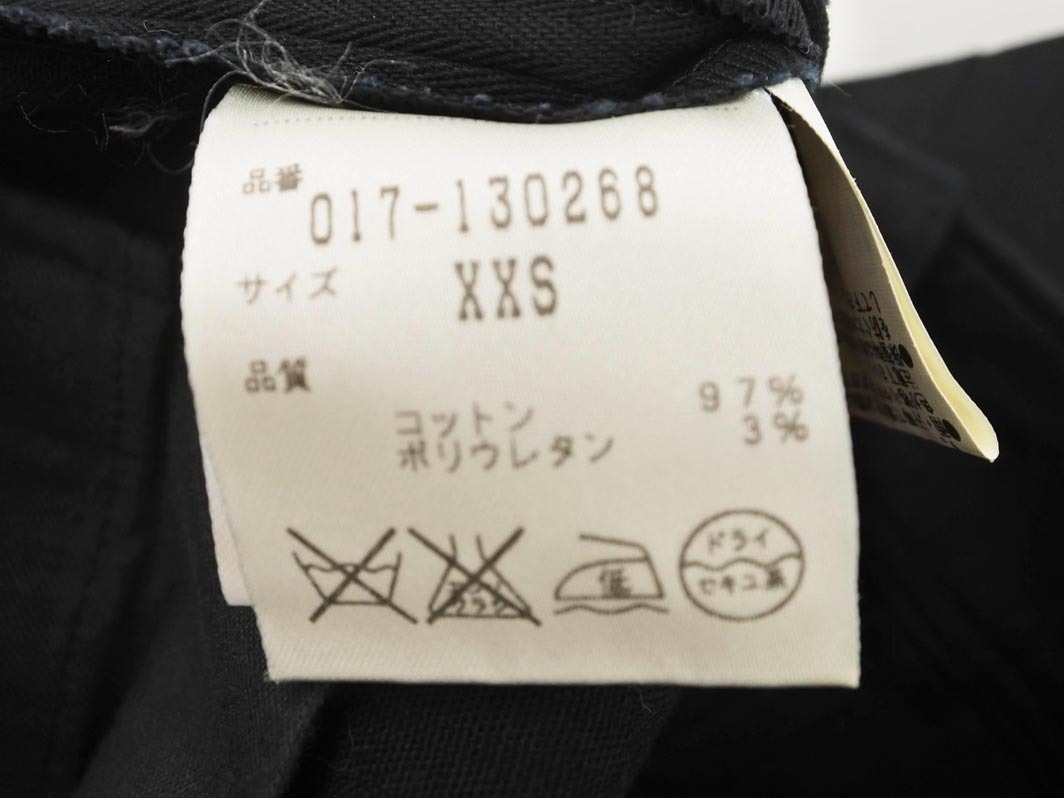 品番 017-130268
サイズ XXS
品質
コットン 97%
ポリウレタン 3%
低
ドライ
セキユ系